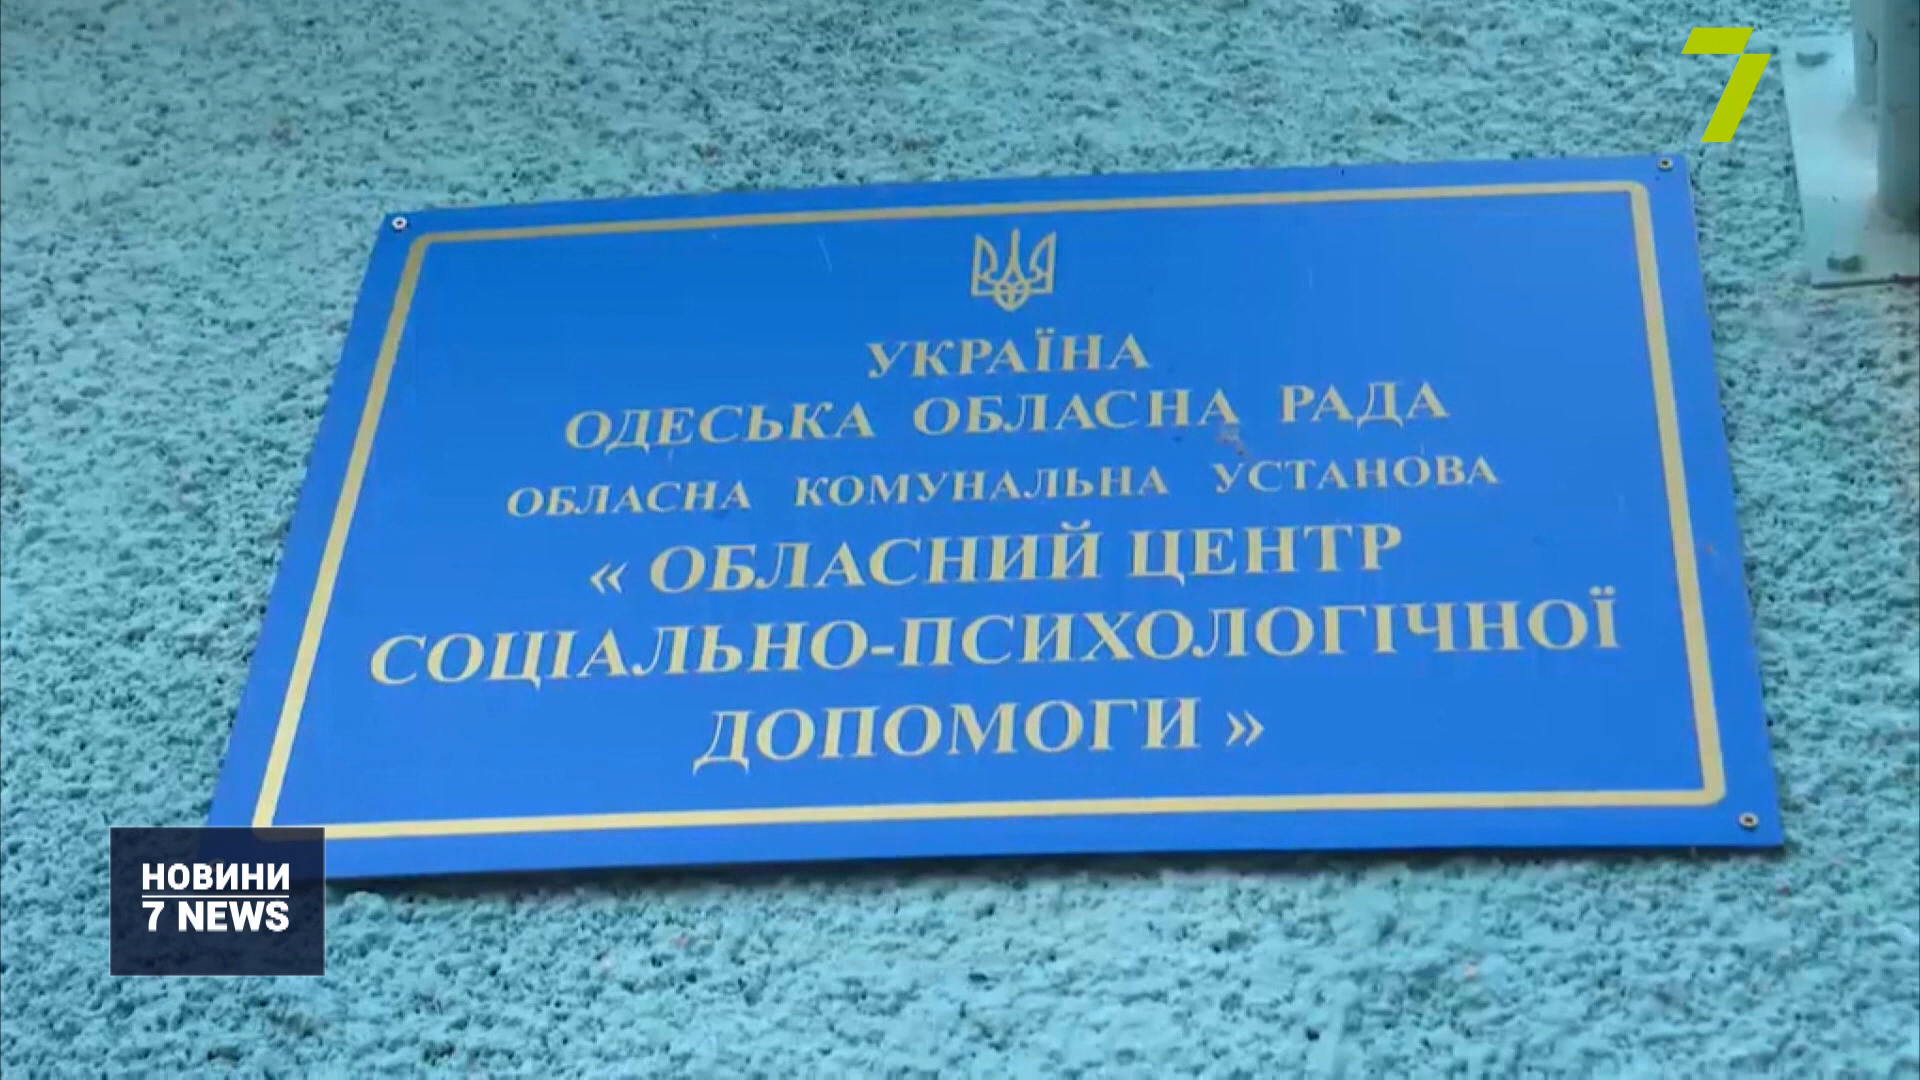 7
УКРАЇНА
ОДЕСЬКА ОБЛАСНА РАДА
ОБЛАСНА КОМУНАЛЬНА УСТАНОВА
« ОБЛАСНИЙ ЦЕНТР
СОЦІАЛЬНО-ПСИХОЛОГІЧНОЇ
ДОПОМОГИ »
НОВИНИ
7 NEWS